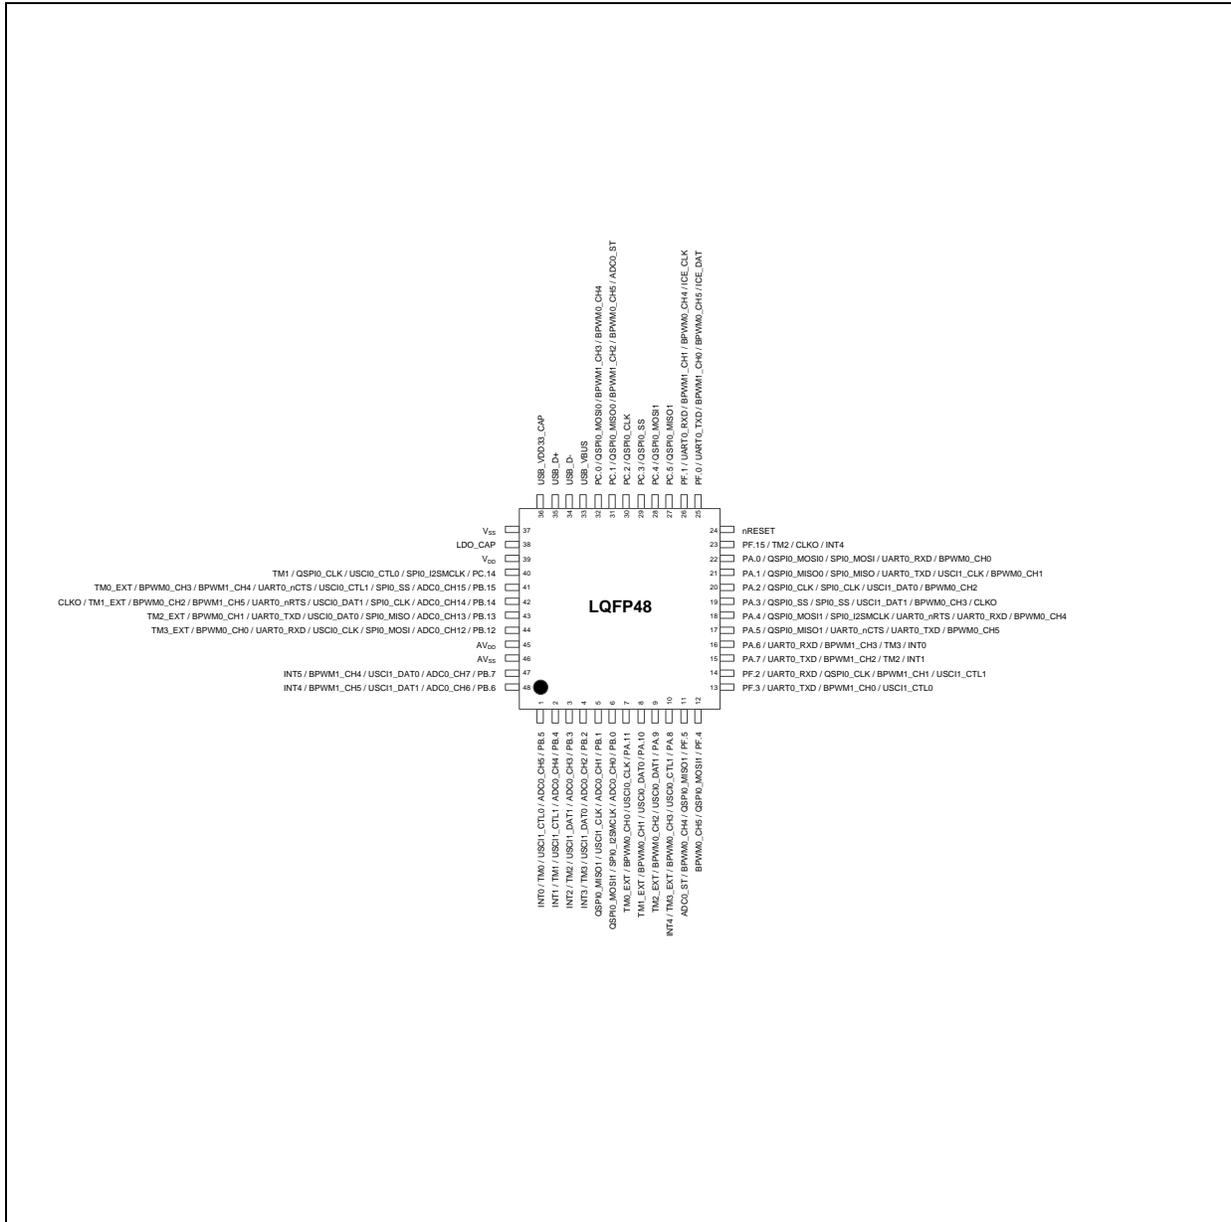 USB_VDD33_CAP
USB_D+
USB_D-
USB_VBUS
PC.0 / QSPI0_MOSI0 / BPWM1_CH3 / BPWM0_CH4
PC.1 / QSPI0_MISO0 / BPWM1_CH2 / BPWM0_CH5 / ADC0_ST
PC.2 / QSPI0_CLK
PC.3 / QSPI0_SS
PC.4 / QSPI0_MOSI1
PC.5 / QSPI0_MISO1
PF.1 / UART0_RXD / BPWM1_CH1 / BPWM0_CH4 / ICE_CLK
PF.0 / UART0_TXD / BPWM1_CH0 / BPWM0_CH5 / ICE_DAT
36 35 34 33 32 31 30 29 28 27 26 25
VSS 37
LDO_CAP 38
VDD 39
TM1 / QSPI0_CLK / USCI0_CTL0 / SPI0_I2SMCLK / PC.14 40
TM0_EXT / BPWM0_CH3 / BPWM1_CH4 / UART0_nCTS / USCI0_CTL1 / SPI0_SS / ADC0_CH15 / PB.15 41
CLKO / TM1_EXT / BPWM0_CH2 / BPWM1_CH5 / UART0_nRTS / USCI0_DAT1 / SPI0_CLK / ADC0_CH14 / PB.14 42
TM2_EXT / BPWM0_CH1 / UART0_TXD / USCI0_DAT0 / SPI0_MISO / ADC0_CH13 / PB.13 43
TM3_EXT / BPWM0_CH0 / UART0_RXD / USCI0_CLK / SPI0_MOSI / ADC0_CH12 / PB.12 44
AVDD 45
AVSS 46
INT5 / BPWM1_CH4 / USCI1_DAT0 / ADC0_CH7 / PB.7 47
INT4 / BPWM1_CH5 / USCI1_DAT1 / ADC0_CH6 / PB.6 48
LQFP48
24 nRESET
23 PF.15 / TM2 / CLKO / INT4
22 PA.0 / QSPI0_MOSI0 / SPI0_MOSI / UART0_RXD / BPWM0_CH0
21 PA.1 / QSPI0_MISO0 / SPI0_MISO / UART0_TXD / USCI1_CLK / BPWM0_CH1
20 PA.2 / QSPI0_CLK / SPI0_CLK / USCI1_DAT0 / BPWM0_CH2
19 PA.3 / QSPI0_SS / SPI0_SS / USCI1_DAT1 / BPWM0_CH3 / CLKO
18 PA.4 / QSPI0_MOSI1 / SPI0_I2SMCLK / UART0_nRTS / UART0_RXD / BPWM0_CH4
17 PA.5 / QSPI0_MISO1 / UART0_nCTS / UART0_TXD / BPWM0_CH5
16 PA.6 / UART0_RXD / BPWM1_CH3 / TM3 / INT0
15 PA.7 / UART0_TXD / BPWM1_CH2 / TM2 / INT1
14 PF.2 / UART0_RXD / QSPI0_CLK / BPWM1_CH1 / USCI1_CTL1
13 PF.3 / UART0_TXD / BPWM1_CH0 / USCI1_CTL0
1 2 3 4 5 6 7 8 9 10 11 12
INT0 / TM0 / USCI1_CTL0 / ADC0_CH5 / PB.5
INT1 / TM1 / USCI1_CTL1 / ADC0_CH4 / PB.4
INT2 / TM2 / USCI1_DAT1 / ADC0_CH3 / PB.3
INT3 / TM3 / USCI1_DAT0 / ADC0_CH2 / PB.2
QSPI0_MISO1 / USCI1_CLK / ADC0_CH1 / PB.1
QSPI0_MOSI1 / SPI0_I2SMCLK / ADC0_CH0 / PB.0
TM0_EXT / BPWM0_CH0 / USCI0_CLK / PA.11
TM1_EXT / BPWM0_CH1 / USCI0_DAT0 / PA.10
TM2_EXT / BPWM0_CH2 / USCI0_DAT1 / PA.9
INT4 / TM3_EXT / BPWM0_CH3 / USCI0_CTL1 / PA.8
ADC0_ST / BPWM0_CH4 / QSPI0_MISO1 / PF.5
BPWM0_CH5 / QSPI0_MOSI1 / PF.4